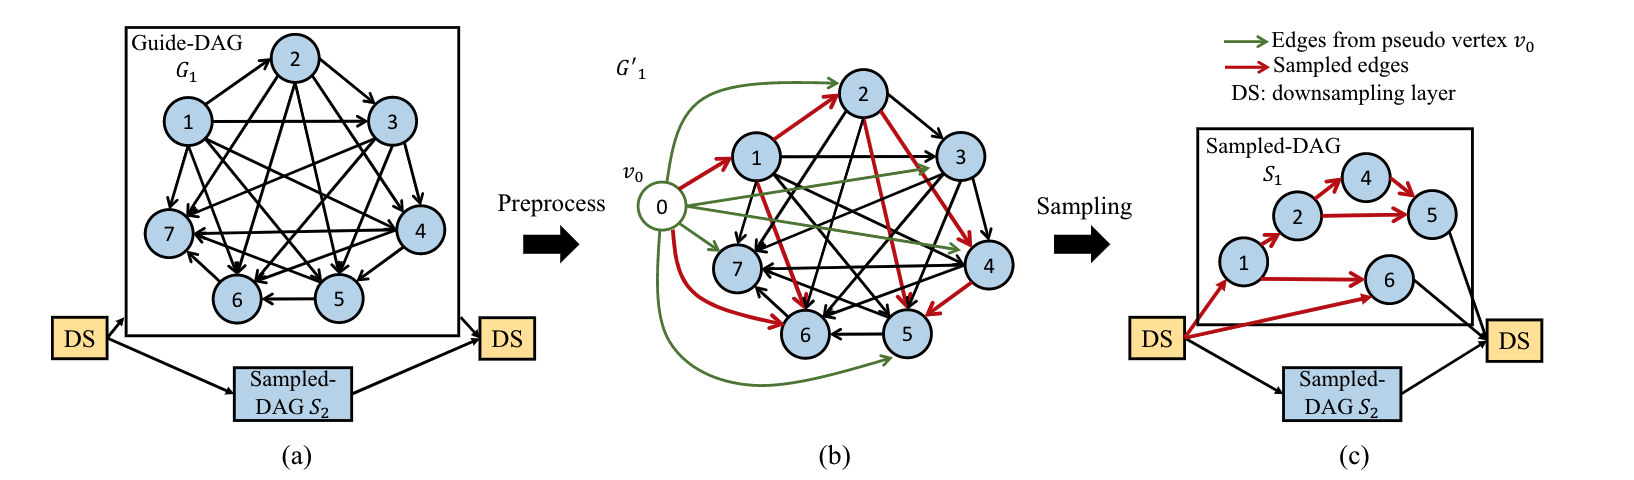 Guide-DAG
G₁
1
2
3
4
5
6
7
DS
DS
Sampled-
DAG S₂
(a)
Preprocess
G'₁
v₀
0
1
2
3
4
5
6
7
(b)
Sampling
Edges from pseudo vertex v₀
Sampled edges
DS: downsampling layer
Sampled-DAG
S₁
1
2
4
5
6
DS
DS
Sampled-
DAG S₂
(c)